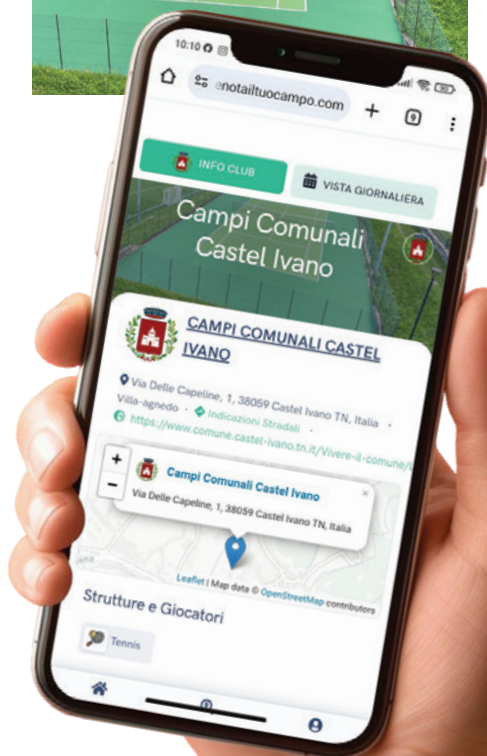 10:10
enotailtuocampo.com
9
INFO CLUB
VISTA GIORNALIERA
Campi Comunali
Castel Ivano
CAMPI COMUNALI CASTEL
IVANO
Via Delle Capeline, 1, 38059 Castel Ivano TN, Italia ·
Villa-agnedo · Indicazioni Stradali ·
https://www.comune.castel-ivano.tn.it/Vivere-il-comune/
+
−
Campi Comunali Castel Ivano
×
Via Delle Capeline, 1, 38059 Castel Ivano TN, Italia
Leaflet | Map data © OpenStreetMap contributors
Strutture e Giocatori
Tennis